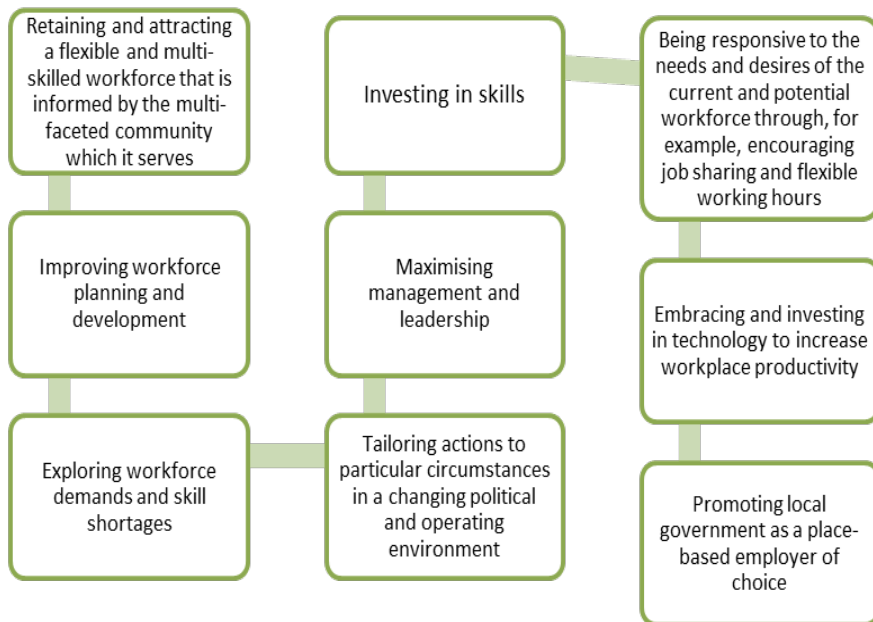 Retaining and attracting
a flexible and multi-
skilled workforce that is
informed by the multi-
faceted community
which it serves
Improving workforce
planning and
development
Exploring workforce
demands and skill
shortages
Tailoring actions to
particular circumstances
in a changing political
and operating
environment
Maximising
management and
leadership
Investing in skills
Being responsive to the
needs and desires of the
current and potential
workforce through, for
example, encouraging
job sharing and flexible
working hours
Embracing and investing
in technology to increase
workplace productivity
Promoting local
government as a place-
based employer of
choice